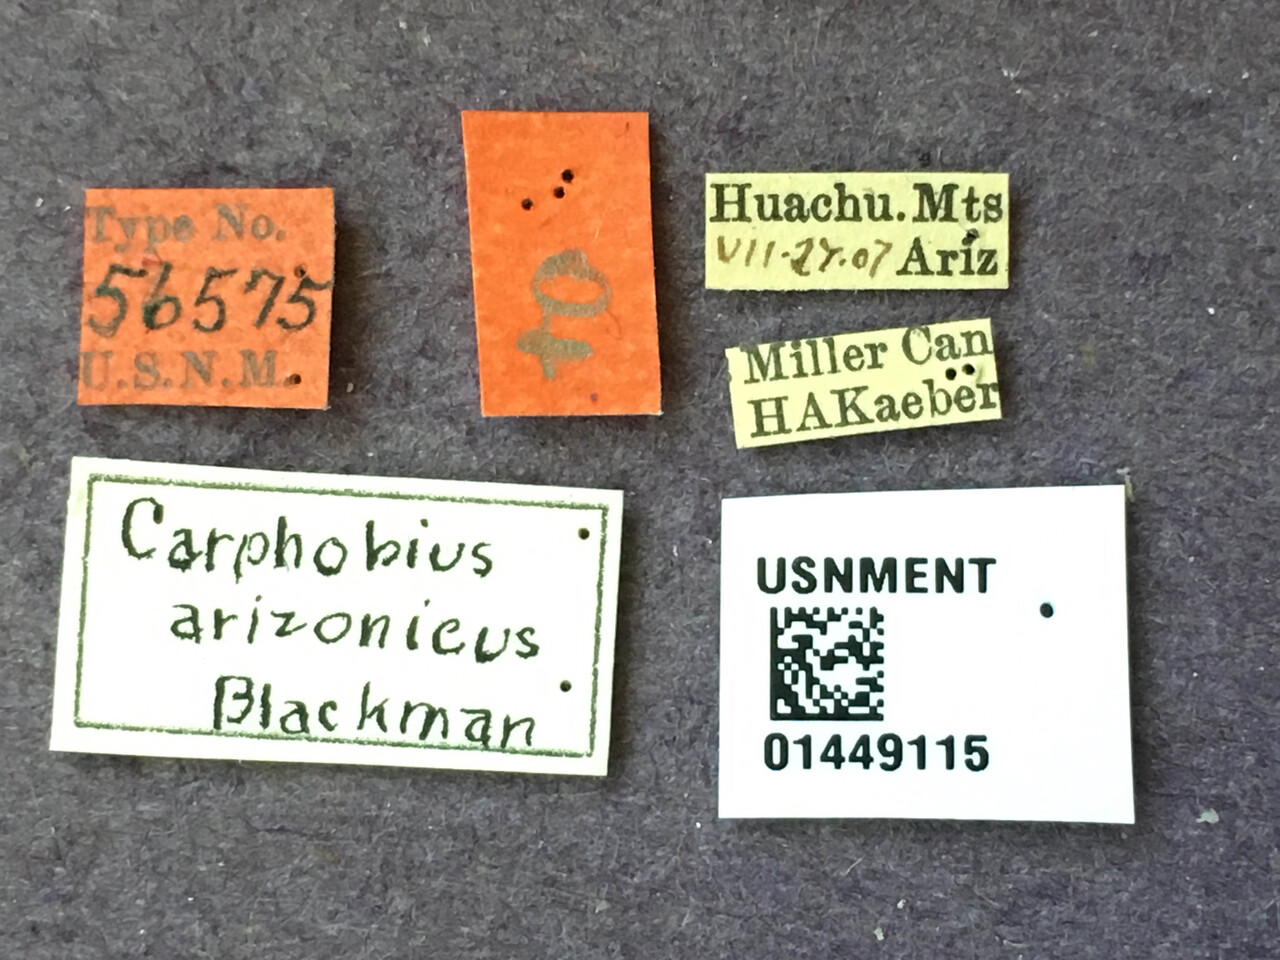 Type No.
56575
U.S.N.M.
♀
Huachu. Mts
VII-27-07 Ariz
Miller Can
HAKaeber
Carphobius
arizonicus
Blackman
USNMENT
01449115